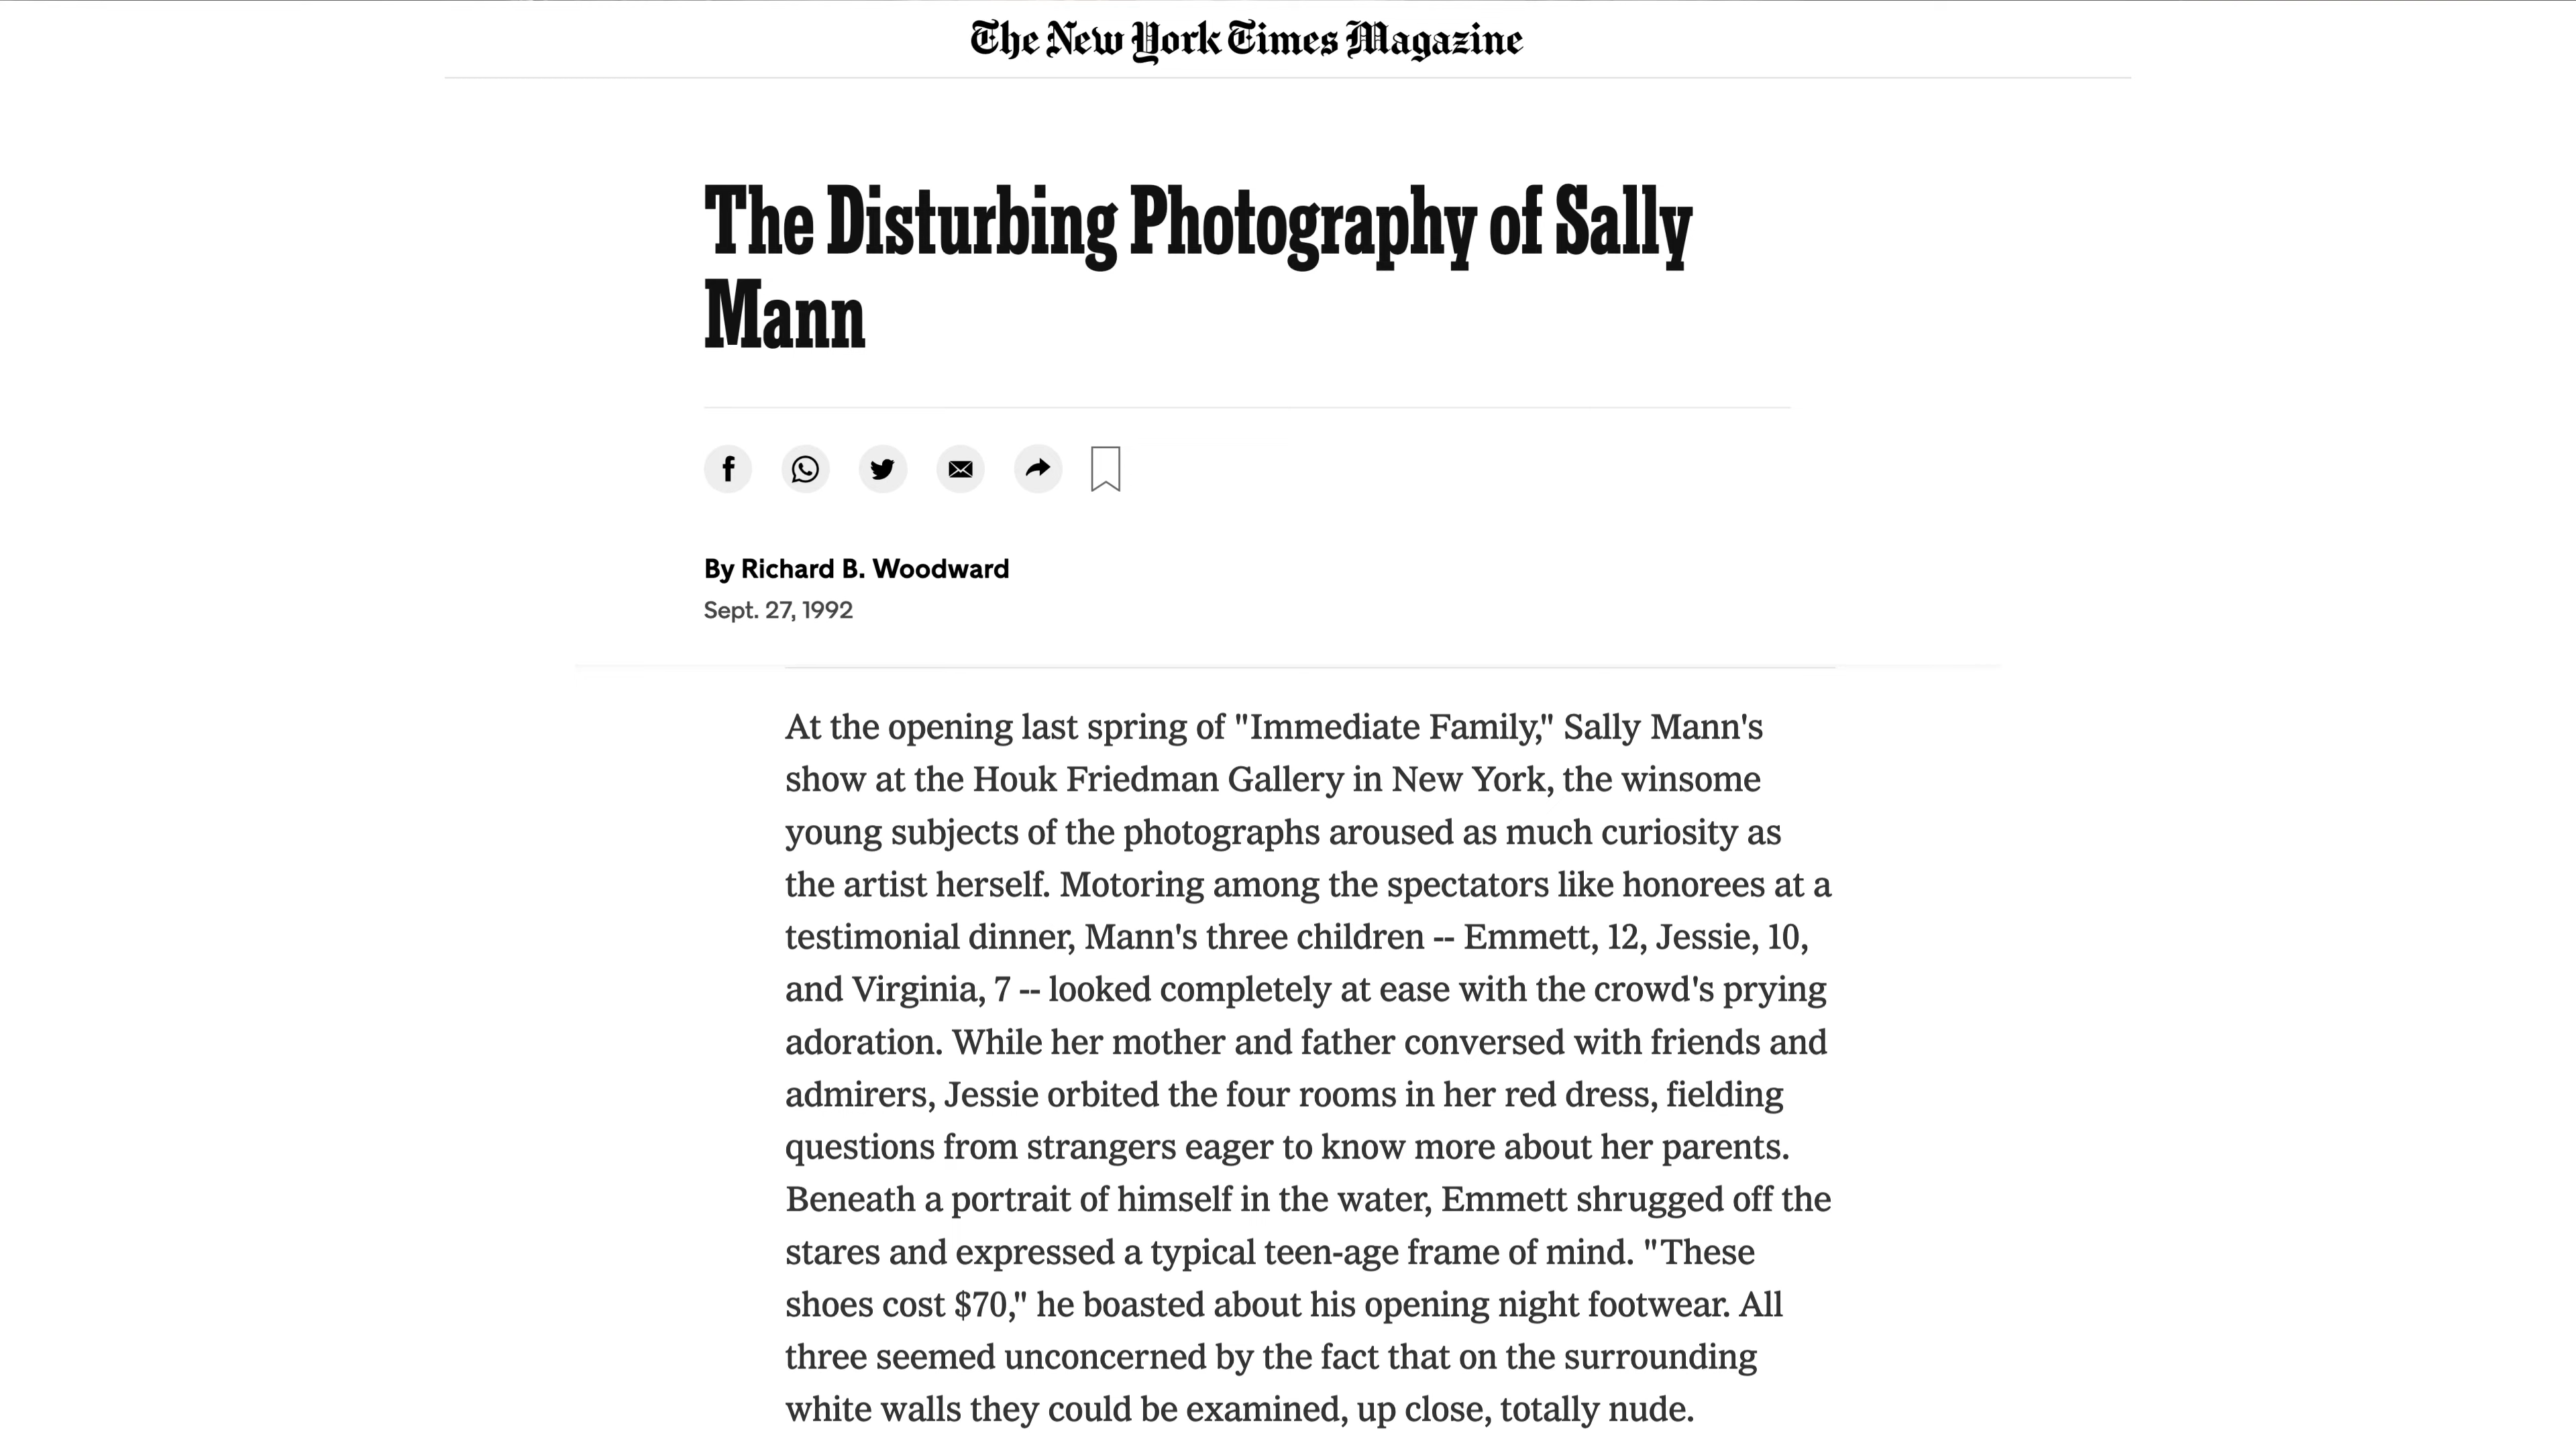 The New York Times Magazine
The Disturbing Photography of Sally
Mann
By Richard B. Woodward
Sept. 27, 1992
At the opening last spring of "Immediate Family," Sally Mann's
show at the Houk Friedman Gallery in New York, the winsome
young subjects of the photographs aroused as much curiosity as
the artist herself. Motoring among the spectators like honorees at a
testimonial dinner, Mann's three children -- Emmett, 12, Jessie, 10,
and Virginia, 7 -- looked completely at ease with the crowd's prying
adoration. While her mother and father conversed with friends and
admirers, Jessie orbited the four rooms in her red dress, fielding
questions from strangers eager to know more about her parents.
Beneath a portrait of himself in the water, Emmett shrugged off the
stares and expressed a typical teen-age frame of mind. "These
shoes cost $70," he boasted about his opening night footwear. All
three seemed unconcerned by the fact that on the surrounding
white walls they could be examined, up close, totally nude.